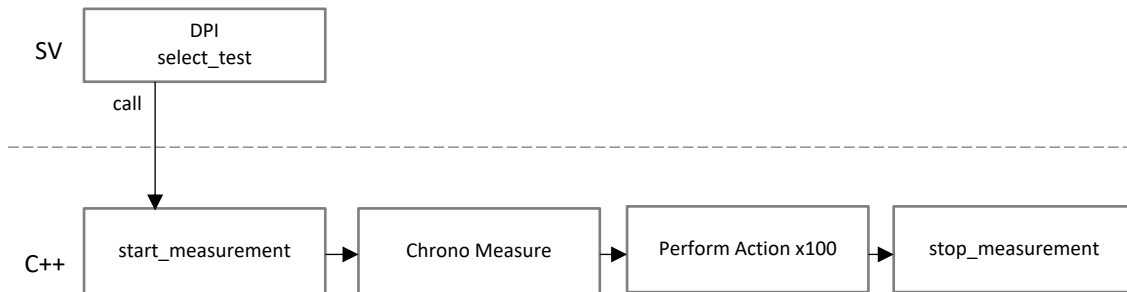 DPI
select_test
SV
call
start_measurement
Chrono Measure
Perform Action x100
stop_measurement
C++